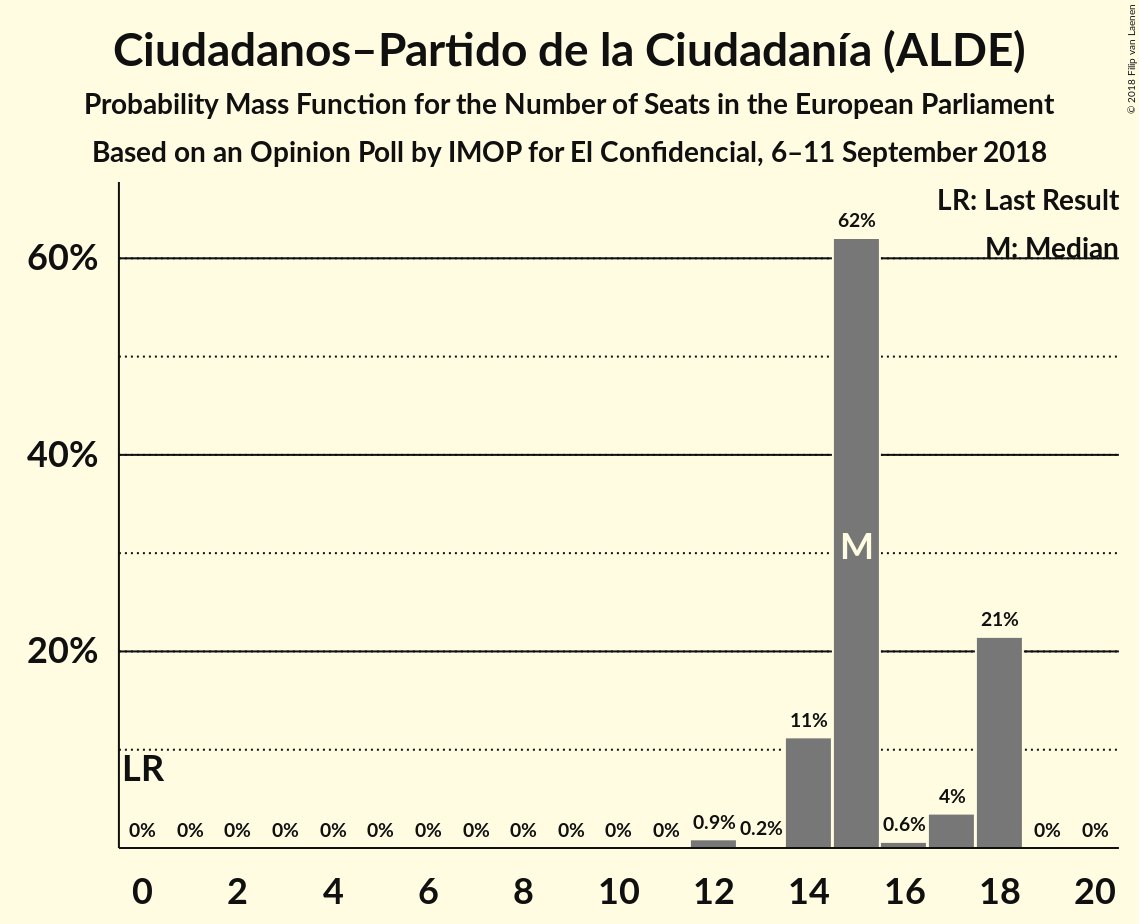 Ciudadanos–Partido de la Ciudadanía (ALDE)
Probability Mass Function for the Number of Seats in the European Parliament
Based on an Opinion Poll by IMOP for El Confidencial, 6–11 September 2018
© 2018 Filip van Laenen
LR: Last Result
M: Median
60%
40%
20%
62%
M
21%
11%
LR
4%
0% 0% 0% 0% 0% 0% 0% 0% 0% 0% 0% 0% 0.9% 0.2% 0.6% 0% 0%
0 2 4 6 8 10 12 14 16 18 20